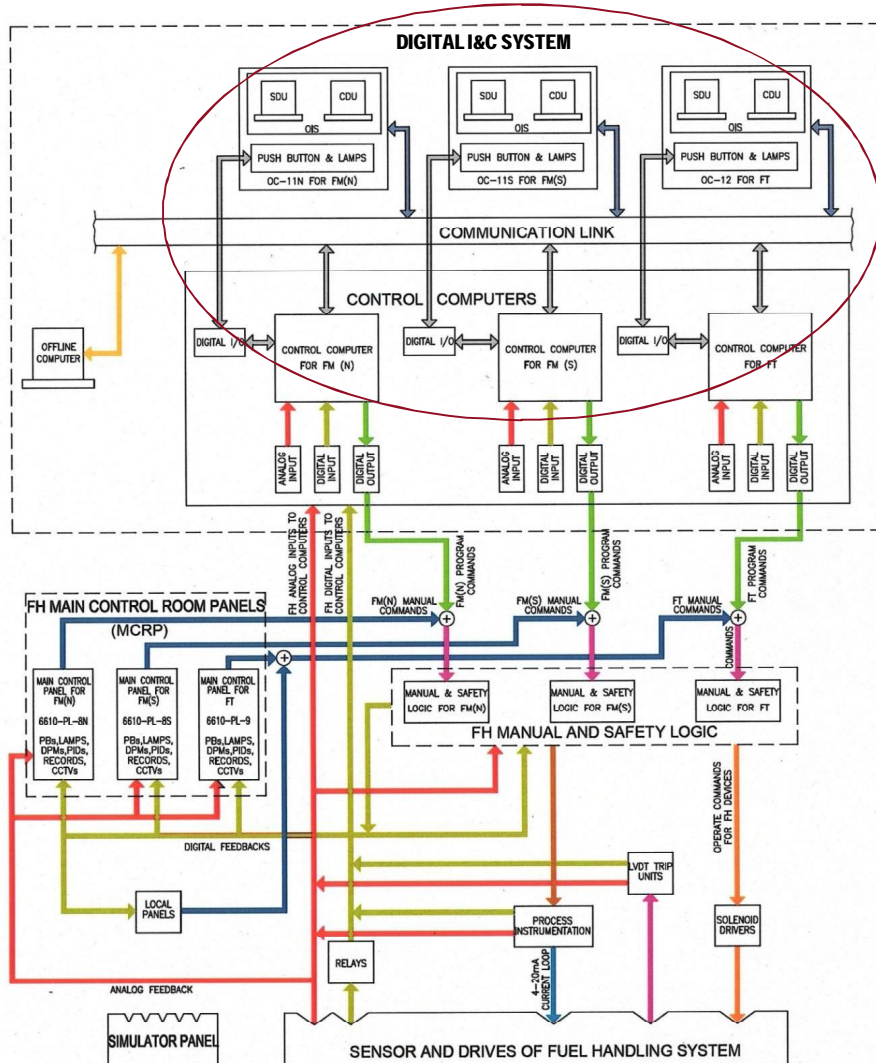 DIGITAL I&C SYSTEM
SDU
CDU
OIS
PUSH BUTTON & LAMPS
OC-11N FOR FM(N)
SDU
CDU
OIS
PUSH BUTTON & LAMPS
OC-11S FOR FM(S)
SDU
CDU
OIS
PUSH BUTTON & LAMPS
OC-12 FOR FT
COMMUNICATION LINK
CONTROL COMPUTERS
OFFLINE
COMPUTER
DIGITAL I/O
CONTROL COMPUTER
FOR FM (N)
DIGITAL I/O
CONTROL COMPUTER
FOR FM (S)
DIGITAL I/O
CONTROL COMPUTER
FOR FT
ANALOG
INPUT
DIGITAL
INPUT
DIGITAL
OUTPUT
ANALOG
INPUT
DIGITAL
INPUT
DIGITAL
OUTPUT
ANALOG
INPUT
DIGITAL
INPUT
DIGITAL
OUTPUT
FH ANALOG INPUTS TO
CONTROL COMPUTERS
FH DIGITAL INPUTS TO
CONTROL COMPUTERS
FM(N) MANUAL
COMMANDS
FM(N) PROGRAM
COMMANDS
FM(S) MANUAL
COMMANDS
FM(S) PROGRAM
COMMANDS
FT MANUAL
COMMANDS
FT PROGRAM
COMMANDS
COMMANDS
FH MAIN CONTROL ROOM PANELS
(MCRP)
MAIN CONTROL
PANEL FOR
FM(N)
6610-PL-8N
PBs,LAMPS,
DPMs,PIDs,
RECORDS,
CCTVs
MAIN CONTROL
PANEL FOR
FM(S)
6610-PL-8S
PBs,LAMPS,
DPMs,PIDs,
RECORDS,
CCTVs
MAIN CONTROL
PANEL FOR
FT
6610-PL-9
PBs,LAMPS,
DPMs,PIDs,
RECORDS,
CCTVs
MANUAL & SAFETY
LOGIC FOR FM(N)
MANUAL & SAFETY
LOGIC FOR FM(S)
MANUAL & SAFETY
LOGIC FOR FT
FH MANUAL AND SAFETY LOGIC
DIGITAL FEEDBACKS
OPERATE COMMANDS
FOR FH DEVICES
LVDT TRIP
UNITS
LOCAL
PANELS
PROCESS
INSTRUMENTATION
SOLENOID
DRIVERS
RELAYS
4-20mA
CURRENT LOOP
ANALOG FEEDBACK
SIMULATOR PANEL
SENSOR AND DRIVES OF FUEL HANDLING SYSTEM